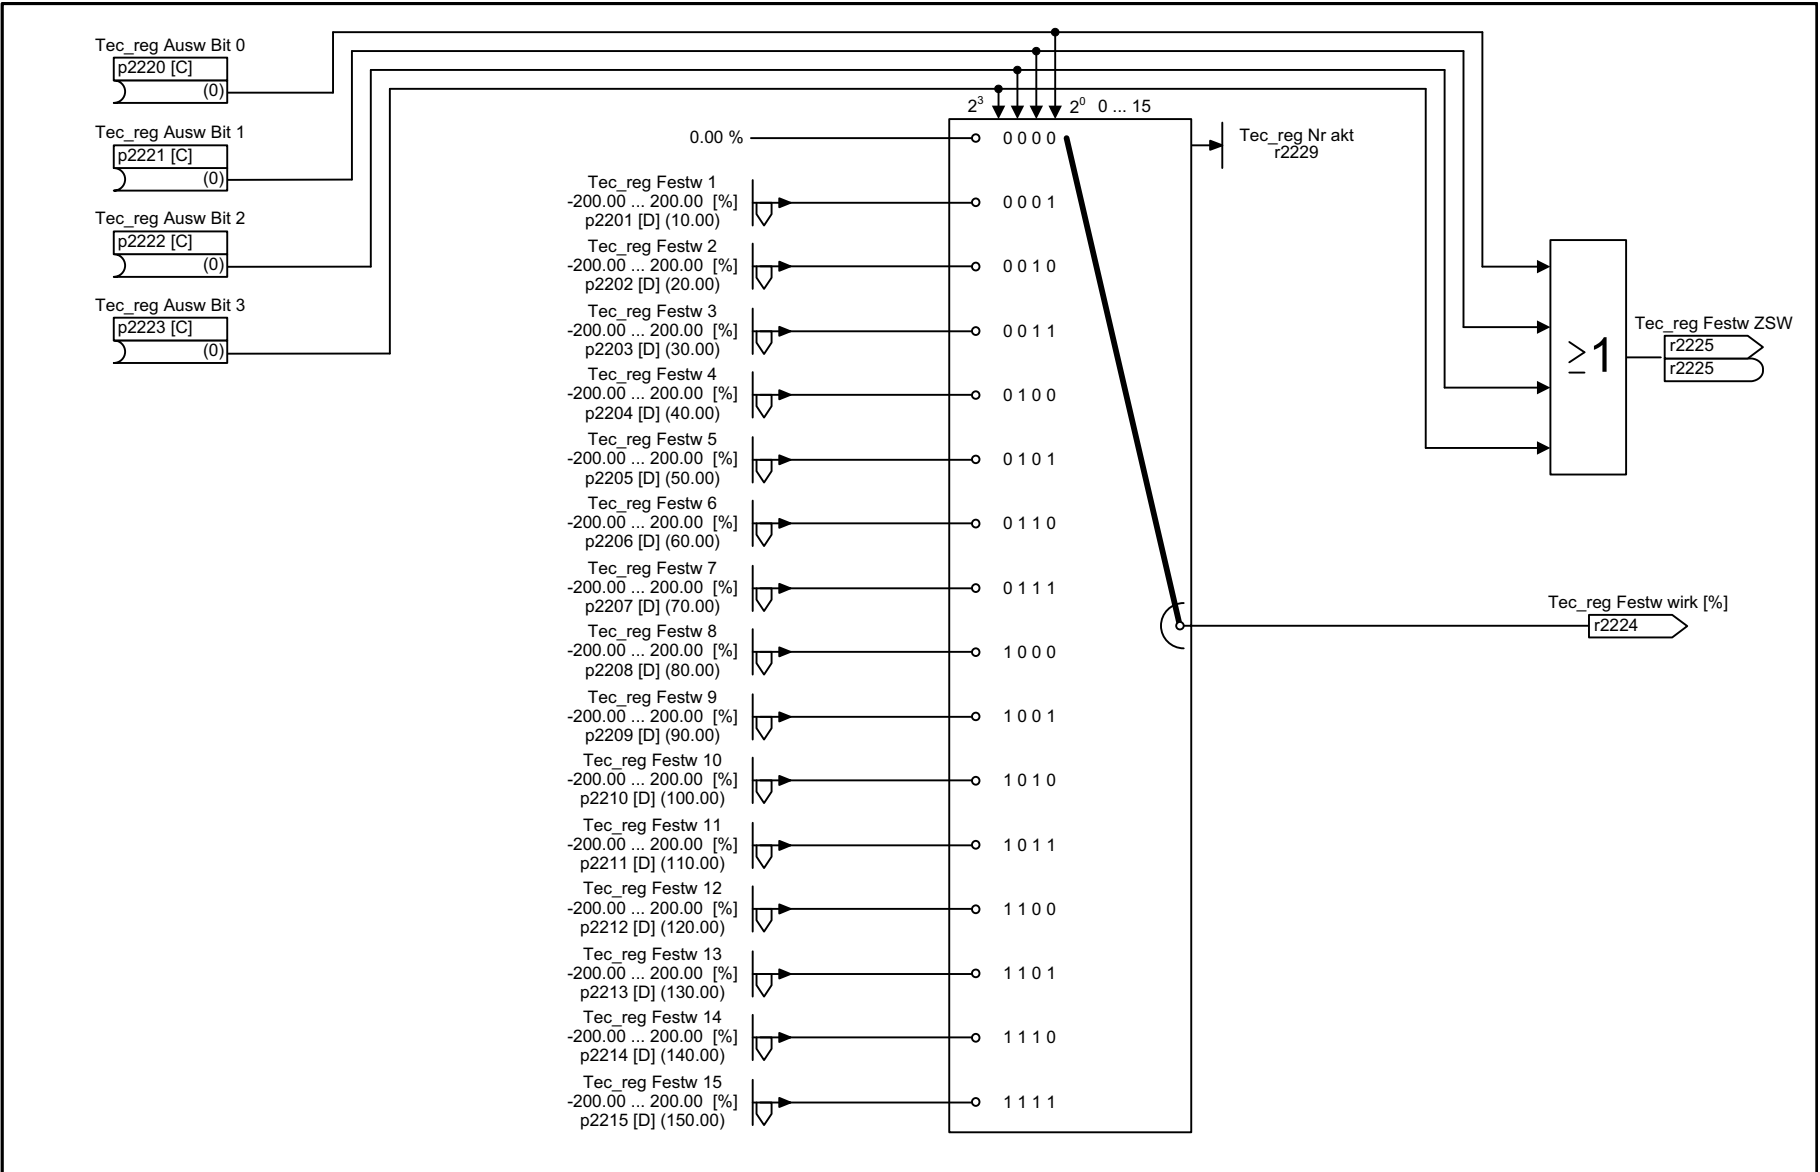 Tec_reg Ausw Bit 0
p2220 [C]
(0)
Tec_reg Ausw Bit 1
p2221 [C]
(0)
Tec_reg Ausw Bit 2
p2222 [C]
(0)
Tec_reg Ausw Bit 3
p2223 [C]
(0)
2³ 2⁰ 0 ... 15
0.00 % 0 0 0 0
Tec_reg Nr akt
r2229
Tec_reg Festw 1
-200.00 ... 200.00 [%] 0 0 0 1
p2201 [D] (10.00)
Tec_reg Festw 2
-200.00 ... 200.00 [%] 0 0 1 0
p2202 [D] (20.00)
Tec_reg Festw 3
-200.00 ... 200.00 [%] 0 0 1 1
p2203 [D] (30.00)
Tec_reg Festw 4
-200.00 ... 200.00 [%] 0 1 0 0
p2204 [D] (40.00)
Tec_reg Festw 5
-200.00 ... 200.00 [%] 0 1 0 1
p2205 [D] (50.00)
Tec_reg Festw 6
-200.00 ... 200.00 [%] 0 1 1 0
p2206 [D] (60.00)
Tec_reg Festw 7
-200.00 ... 200.00 [%] 0 1 1 1
p2207 [D] (70.00)
Tec_reg Festw 8
-200.00 ... 200.00 [%] 1 0 0 0
p2208 [D] (80.00)
Tec_reg Festw 9
-200.00 ... 200.00 [%] 1 0 0 1
p2209 [D] (90.00)
Tec_reg Festw 10
-200.00 ... 200.00 [%] 1 0 1 0
p2210 [D] (100.00)
Tec_reg Festw 11
-200.00 ... 200.00 [%] 1 0 1 1
p2211 [D] (110.00)
Tec_reg Festw 12
-200.00 ... 200.00 [%] 1 1 0 0
p2212 [D] (120.00)
Tec_reg Festw 13
-200.00 ... 200.00 [%] 1 1 0 1
p2213 [D] (130.00)
Tec_reg Festw 14
-200.00 ... 200.00 [%] 1 1 1 0
p2214 [D] (140.00)
Tec_reg Festw 15
-200.00 ... 200.00 [%] 1 1 1 1
p2215 [D] (150.00)
≥1
Tec_reg Festw ZSW
r2225
r2225
Tec_reg Festw wirk [%]
r2224